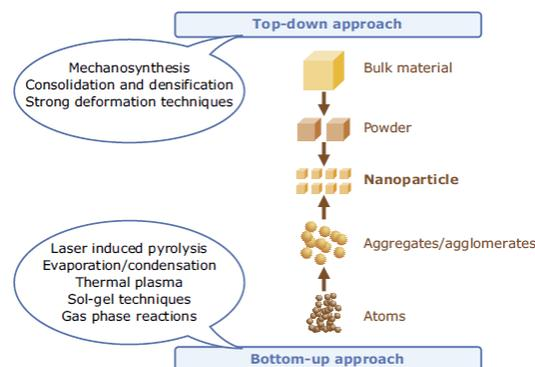 Top-down approach
Mechanosynthesis
Consolidation and densification
Strong deformation techniques
Bulk material
Powder
Nanoparticle
Aggregates/agglomerates
Atoms
Laser induced pyrolysis
Evaporation/condensation
Thermal plasma
Sol-gel techniques
Gas phase reactions
Bottom-up approach